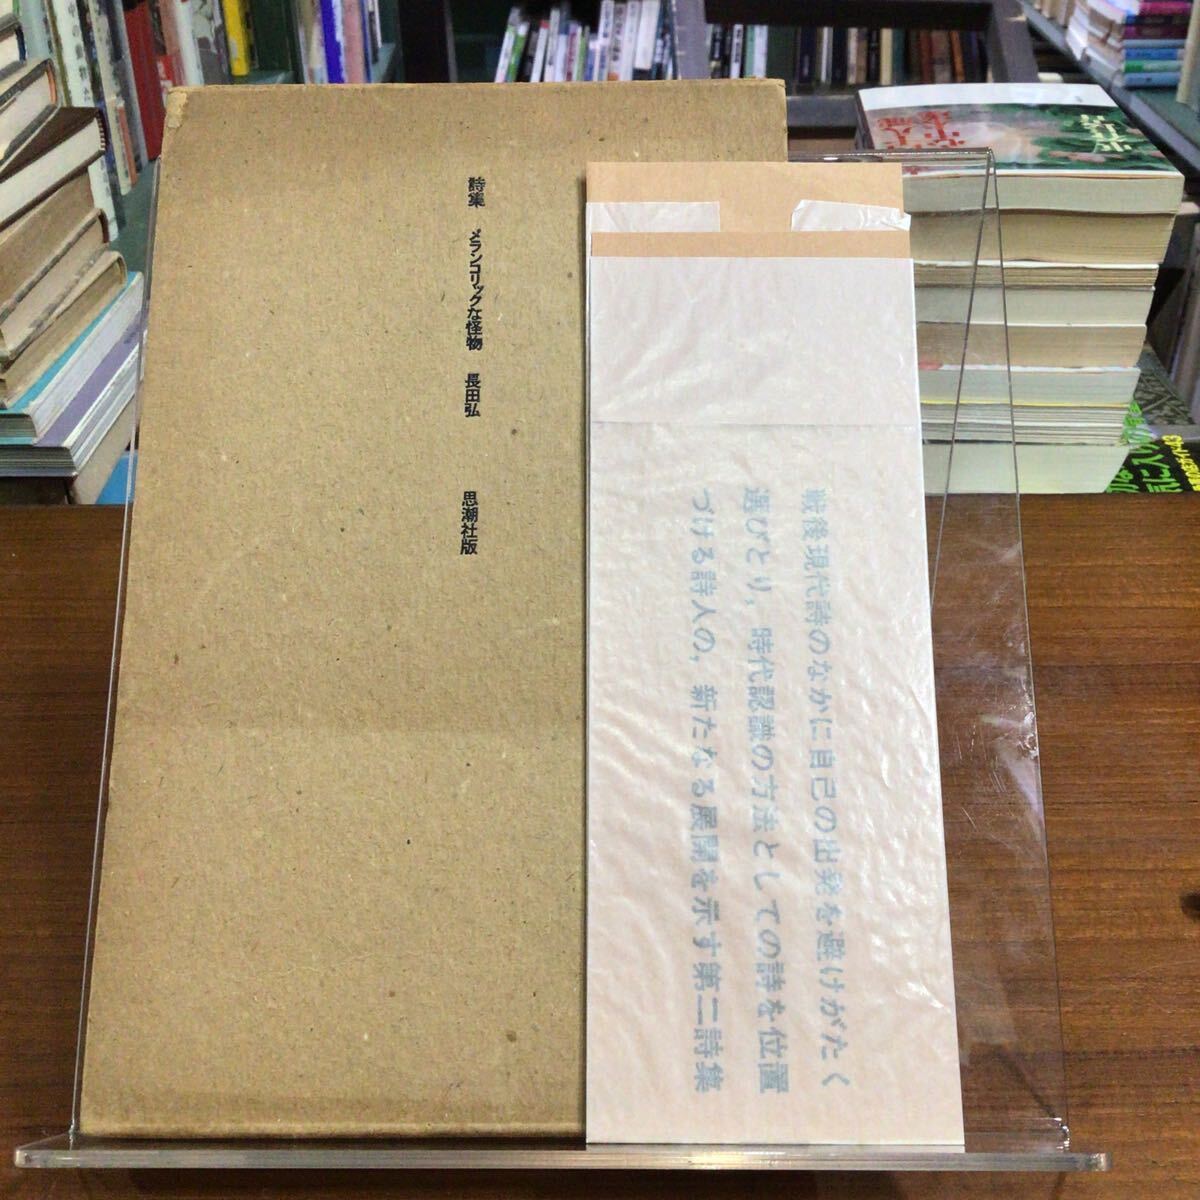 詩集 メランコリックな怪物 長田弘 思潮社版
戦後現代詩のなかに自己の出発を避けがたく
選びとり，時代認識の方法としての詩を位置
づける詩人の，新たなる展開を示す第二詩集